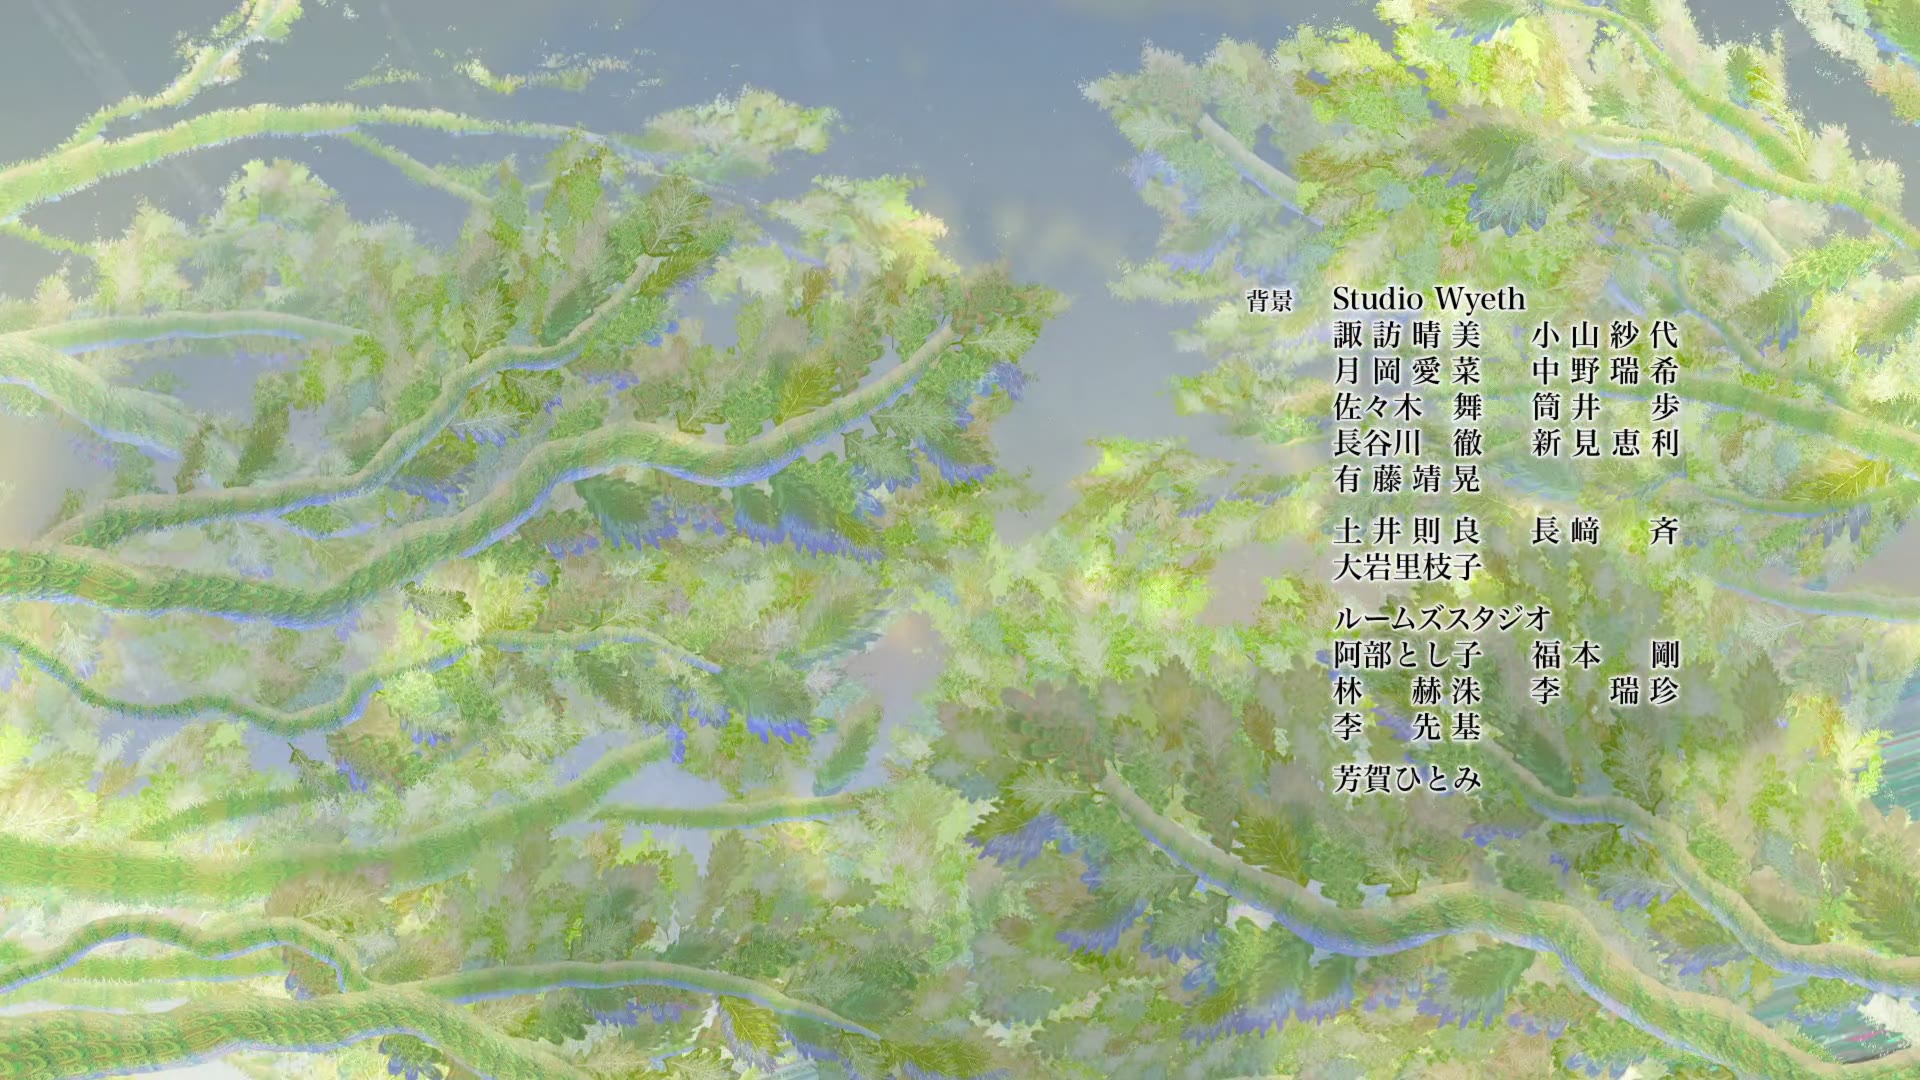 背景 Studio Wyeth
諏訪晴美 小山紗代
月岡愛菜 中野瑞希
佐々木 舞 筒井 歩
長谷川 徹 新見恵利
有藤靖晃
土井則良 長﨑 斉
大岩里枝子
ルームズスタジオ
阿部とし子 福本 剛
林 赫洙 李 瑞珍
李 先基
芳賀ひとみ